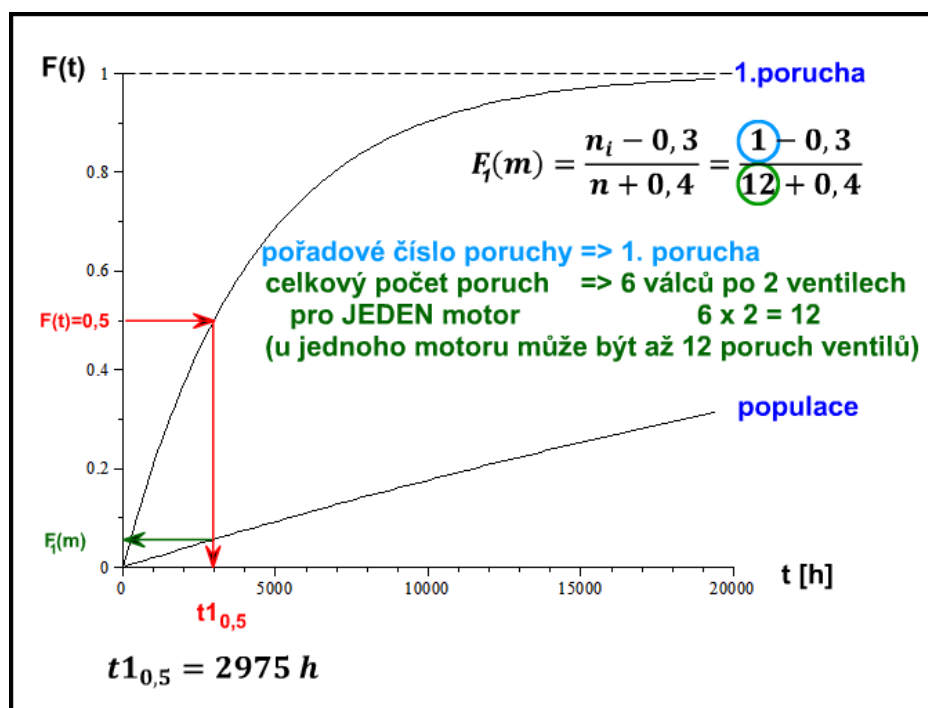 F(t)
1
1.porucha
F₁(m) = (nᵢ − 0,3)/(n + 0,4) = (1 − 0,3)/(12 + 0,4)
0.8
pořadové číslo poruchy => 1. porucha
0.6
celkový počet poruch => 6 válců po 2 ventilech
F(t)=0,5
pro JEDEN motor 6 x 2 = 12
(u jednoho motoru může být až 12 poruch ventilů)
0.4
populace
0.2
F₁(m)
0
0 5000 10000 15000 20000
t [h]
t1₀,₅
t1₀,₅ = 2975 h